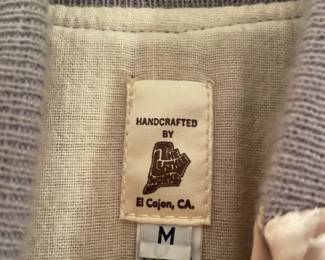 HANDCRAFTED
BY
El Cajon, CA.
M